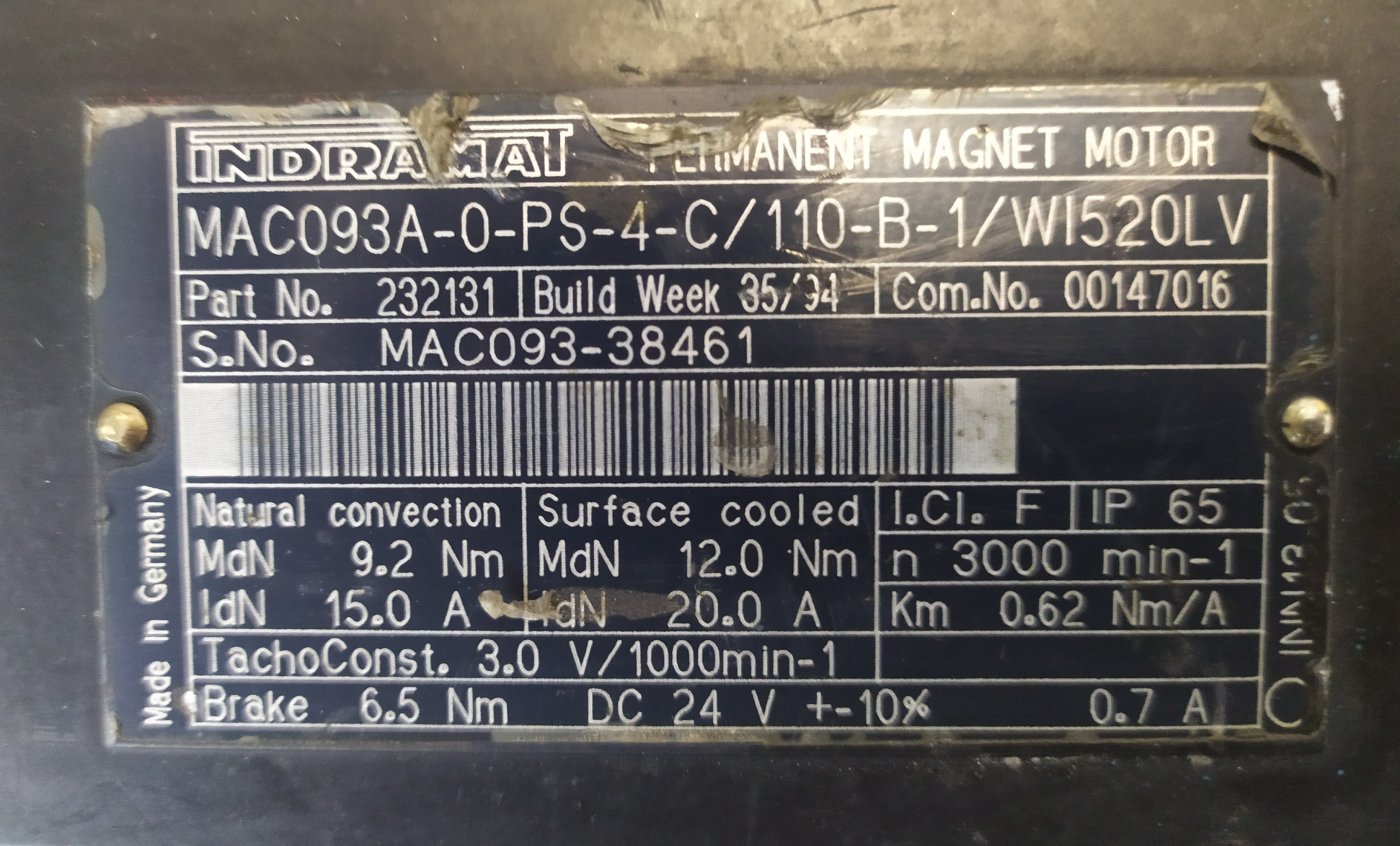 INDRAMAT PERMANENT MAGNET MOTOR
MAC093A-0-PS-4-C/110-B-1/WI520LV
Part No. 232131 Build Week 35/94 Com.No. 00147016
S.No. MAC093-38461
Natural convection Surface cooled I.Cl. F IP 65
MdN 9.2 Nm MdN 12.0 Nm n 3000 min-1
IdN 15.0 A IdN 20.0 A Km 0.62 Nm/A
TachoConst. 3.0 V/1000min-1
Brake 6.5 Nm DC 24 V +-10% 0.7 A
Made in Germany